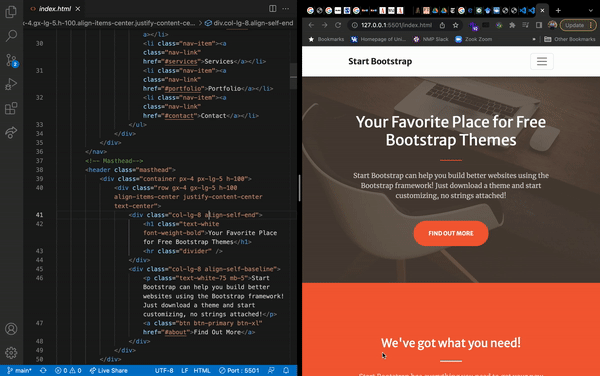 index.html
x-4.gx-lg-5.h-100.align-items-center.justify-content-ce… div.col-lg-8.align-self-end
a></li>
30 <li class="nav-item"><a
class="nav-link"
href="#services">Services</a></li>
31 <li class="nav-item"><a
class="nav-link"
href="#portfolio">Portfolio</a></li>
32 <li class="nav-item"><a
class="nav-link"
href="#contact">Contact</a></li>
33 </ul>
34 </div>
35 </div>
36 </nav>
37 <!-- Masthead-->
38 <header class="masthead">
39 <div class="container px-4 px-lg-5 h-100">
40 <div class="row gx-4 gx-lg-5 h-100
align-items-center justify-content-center
text-center">
41 <div class="col-lg-8 align-self-end">
42 <h1 class="text-white
font-weight-bold">Your Favorite Place
for Free Bootstrap Themes</h1>
44 <hr class="divider" />
45 </div>
45 <div class="col-lg-8 align-self-baseline">
46 <p class="text-white-75 mb-5">Start
Bootstrap can help you build better
websites using the Bootstrap framework!
Just download a theme and start
customizing, no strings attached!</p>
47 <a class="btn btn-primary btn-xl"
href="#about">Find Out More</a>
48 </div>
50 </div>
51 </div>
main* 0 0 Live Share UTF-8 LF HTML Port : 5501
127.0.0.1:5501/index.html
Update
Bookmarks Homepage of Uni... NMP Slack Zook Zoom Other Bookmarks
Start Bootstrap
Your Favorite Place for Free
Bootstrap Themes
Start Bootstrap can help you build better websites using the
Bootstrap framework! Just download a theme and start
customizing, no strings attached!
FIND OUT MORE
We've got what you need!